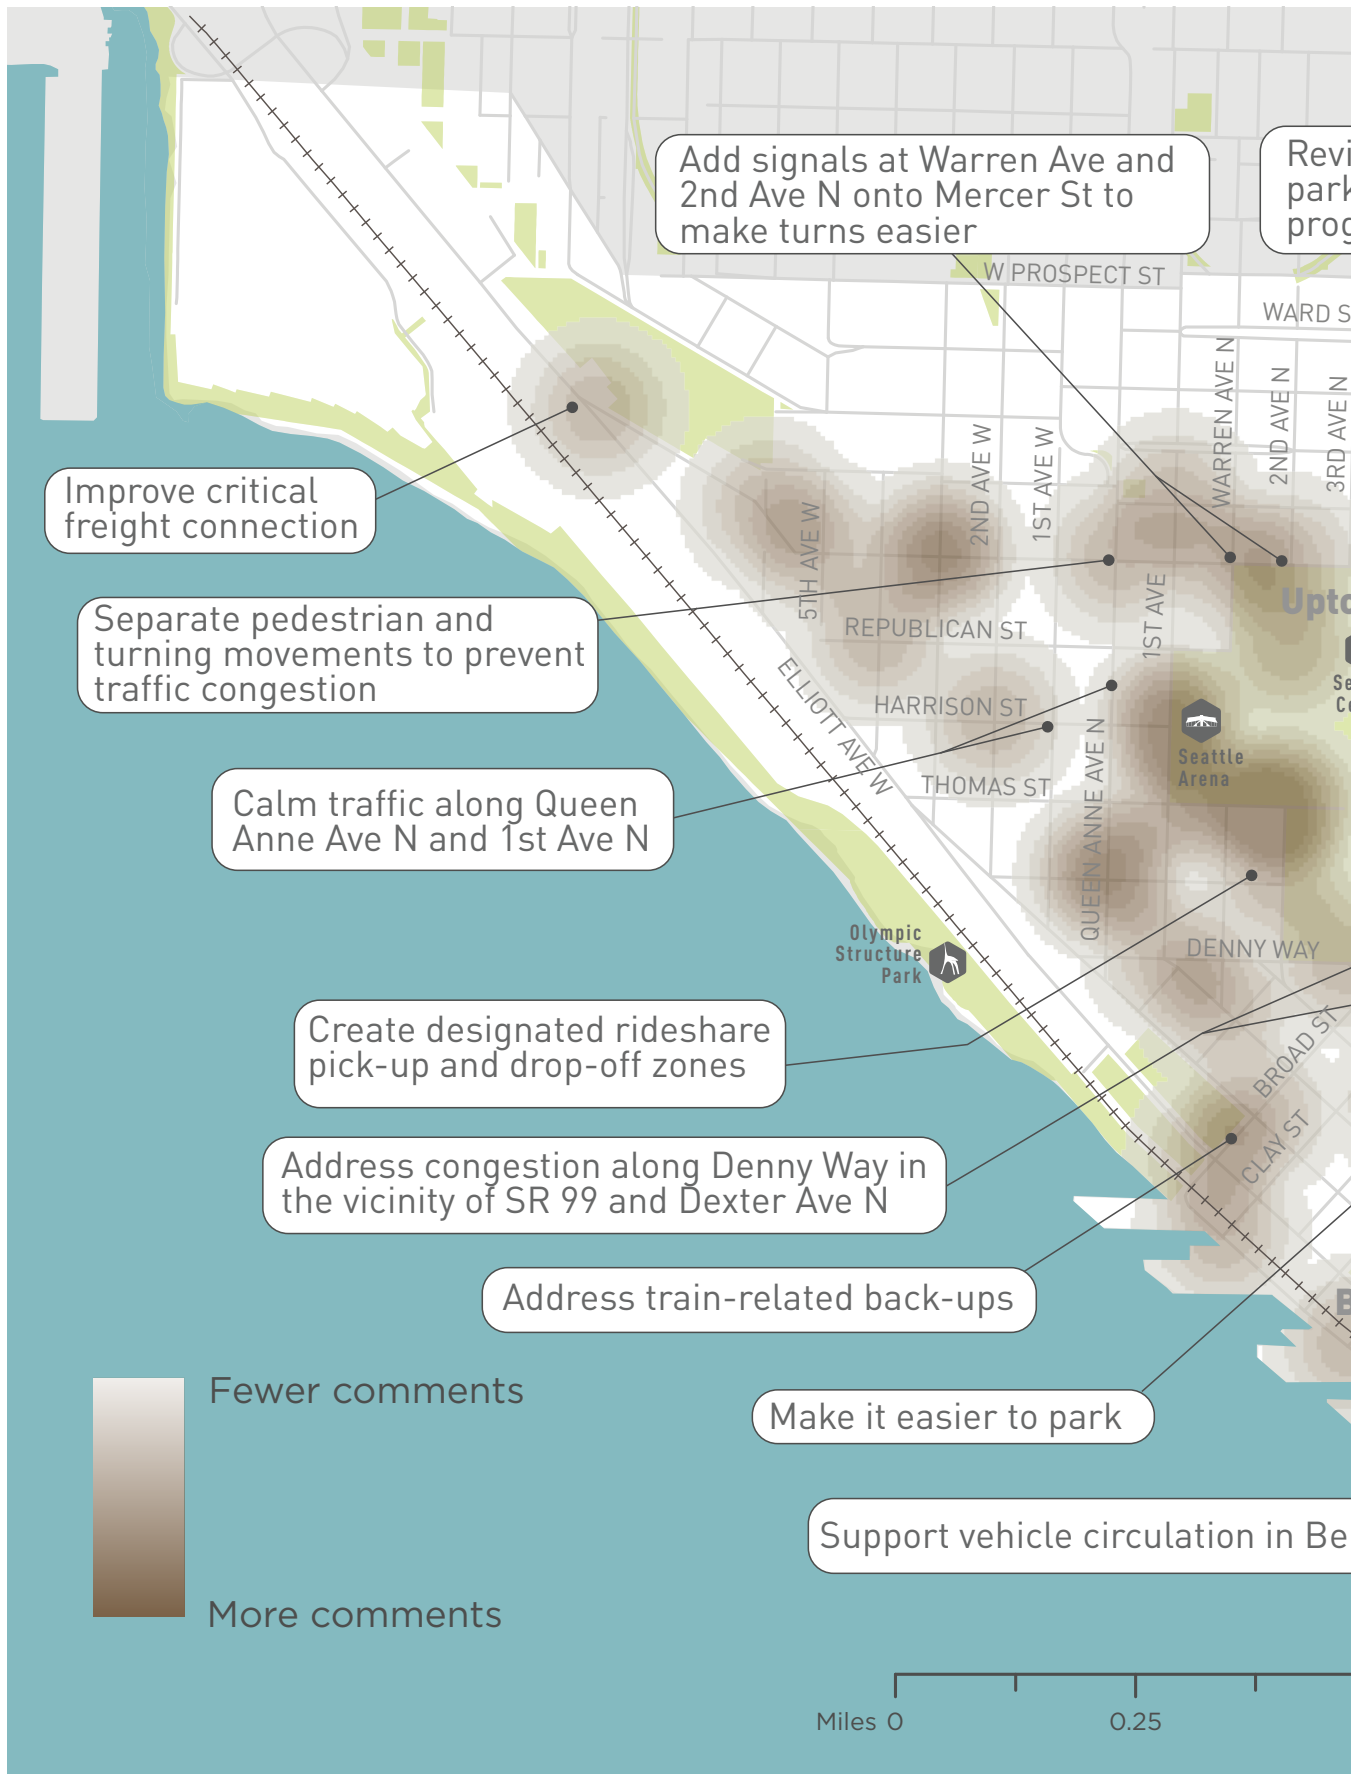 Add signals at Warren Ave and
2nd Ave N onto Mercer St to
make turns easier
W PROSPECT ST
WARD S
WARREN AVE N
2ND AVE N
3RD AVE N
2ND AVE W
1ST AVE W
5TH AVE W
1ST AVE
Improve critical
freight connection
Separate pedestrian and
turning movements to prevent
traffic congestion
REPUBLICAN ST
ELLIOTT AVE W
HARRISON ST
THOMAS ST
QUEEN ANNE AVE N
Seattle
Arena
Calm traffic along Queen
Anne Ave N and 1st Ave N
Olympic
Structure
Park
DENNY WAY
BROAD ST
CLAY ST
Create designated rideshare
pick-up and drop-off zones
Address congestion along Denny Way in
the vicinity of SR 99 and Dexter Ave N
Address train-related back-ups
Make it easier to park
Support vehicle circulation in Be
Fewer comments
More comments
Miles 0
0.25